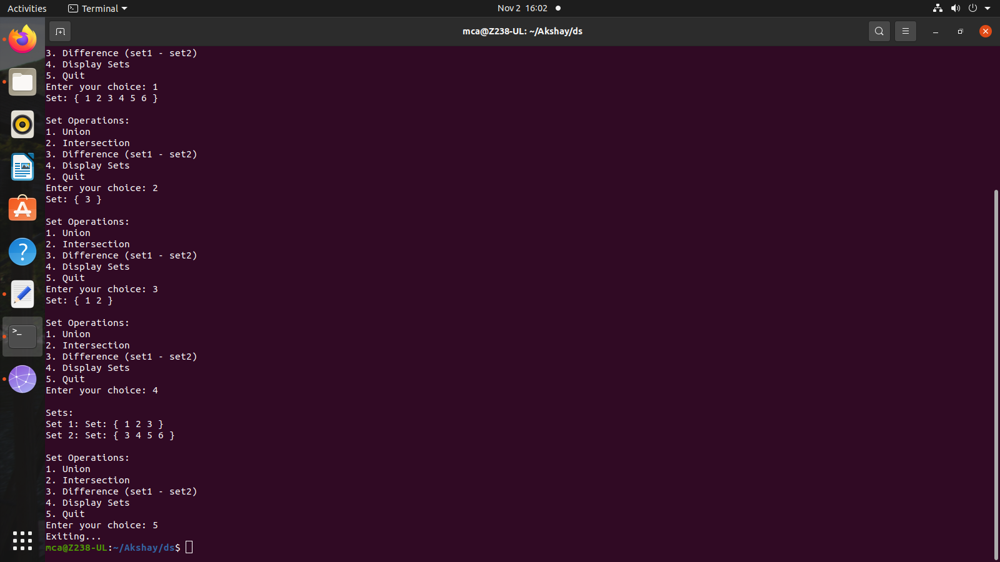 Activities
Terminal
Nov 2 16:02
mca@Z238-UL: ~/Akshay/ds
3. Difference (set1 - set2)
4. Display Sets
5. Quit
Enter your choice: 1
Set: { 1 2 3 4 5 6 }

Set Operations:
1. Union
2. Intersection
3. Difference (set1 - set2)
4. Display Sets
5. Quit
Enter your choice: 2
Set: { 3 }

Set Operations:
1. Union
2. Intersection
3. Difference (set1 - set2)
4. Display Sets
5. Quit
Enter your choice: 3
Set: { 1 2 }

Set Operations:
1. Union
2. Intersection
3. Difference (set1 - set2)
4. Display Sets
5. Quit
Enter your choice: 4

Sets:
Set 1: Set: { 1 2 3 }
Set 2: Set: { 3 4 5 6 }

Set Operations:
1. Union
2. Intersection
3. Difference (set1 - set2)
4. Display Sets
5. Quit
Enter your choice: 5
Exiting...
mca@Z238-UL:~/Akshay/ds$